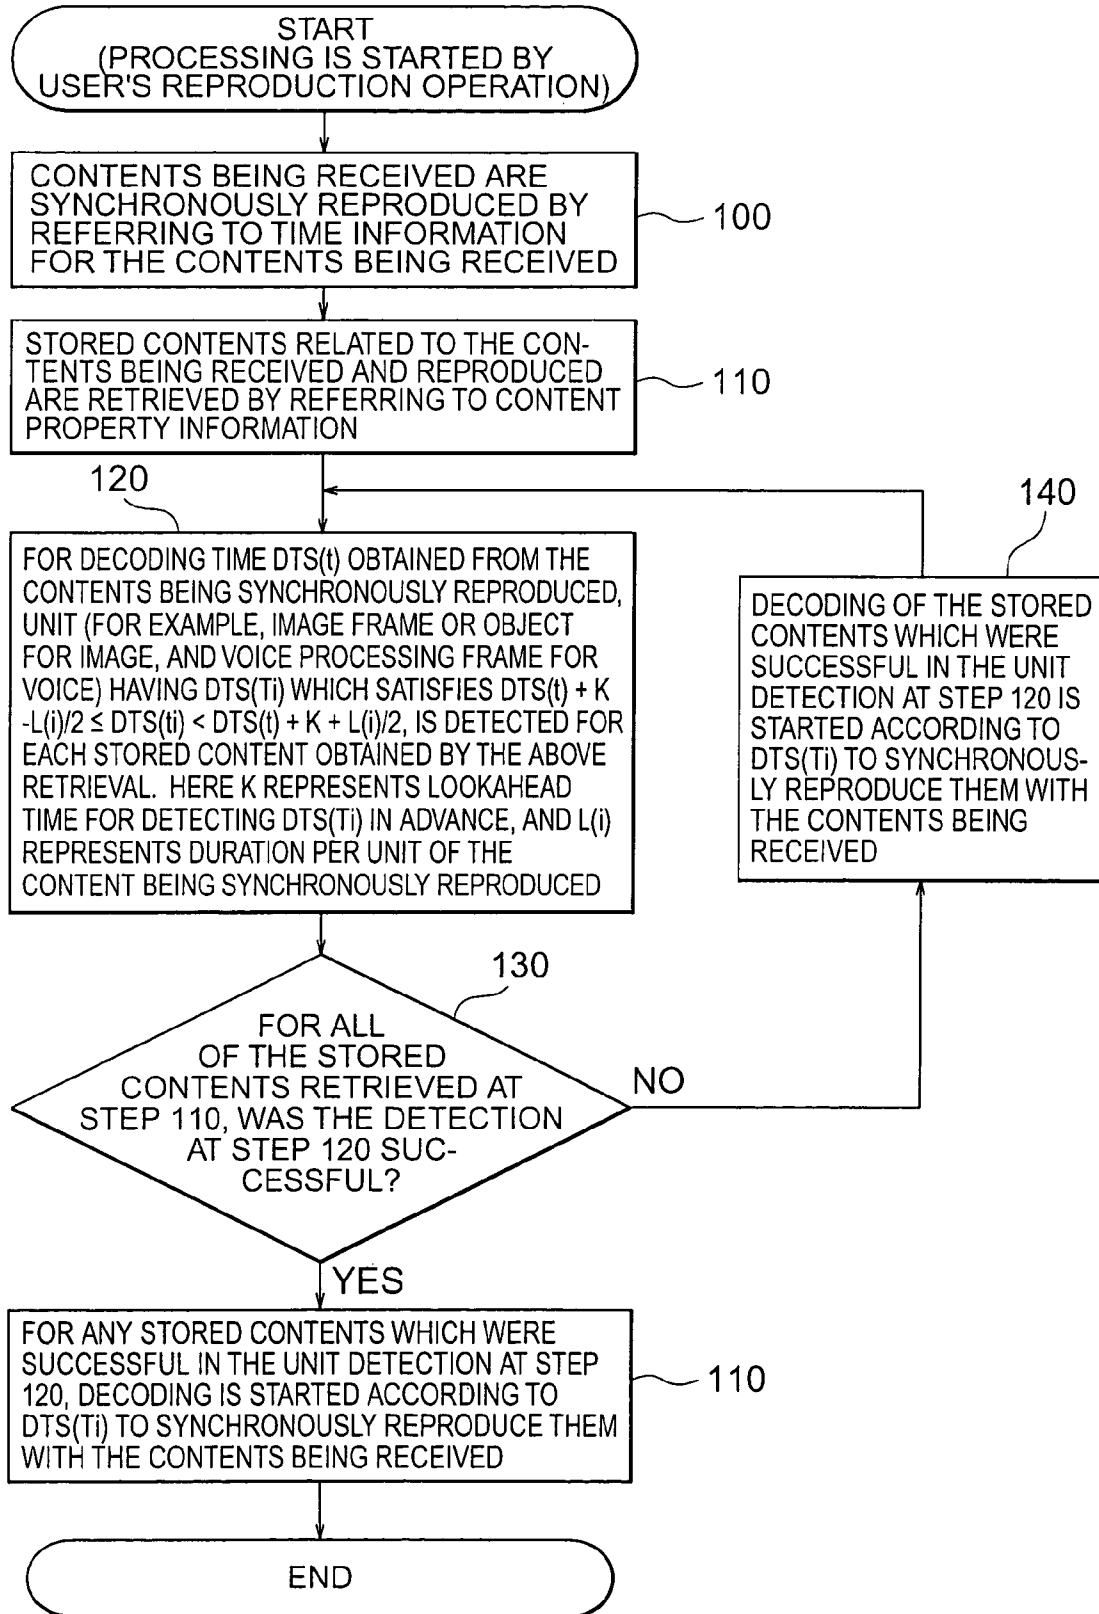 START
(PROCESSING IS STARTED BY
USER'S REPRODUCTION OPERATION)
CONTENTS BEING RECEIVED ARE
SYNCHRONOUSLY REPRODUCED BY
REFERRING TO TIME INFORMATION
FOR THE CONTENTS BEING RECEIVED
100
STORED CONTENTS RELATED TO THE CON-
TENTS BEING RECEIVED AND REPRODUCED
ARE RETRIEVED BY REFERRING TO CONTENT
PROPERTY INFORMATION
110
120
FOR DECODING TIME DTS(t) OBTAINED FROM THE
CONTENTS BEING SYNCHRONOUSLY REPRODUCED,
UNIT (FOR EXAMPLE, IMAGE FRAME OR OBJECT
FOR IMAGE, AND VOICE PROCESSING FRAME FOR
VOICE) HAVING DTS(Ti) WHICH SATISFIES DTS(t) + K
-L(i)/2 ≤ DTS(ti) < DTS(t) + K + L(i)/2, IS DETECTED FOR
EACH STORED CONTENT OBTAINED BY THE ABOVE
RETRIEVAL. HERE K REPRESENTS LOOKAHEAD
TIME FOR DETECTING DTS(Ti) IN ADVANCE, AND L(i)
REPRESENTS DURATION PER UNIT OF THE
CONTENT BEING SYNCHRONOUSLY REPRODUCED
140
DECODING OF THE STORED
CONTENTS WHICH WERE
SUCCESSFUL IN THE UNIT
DETECTION AT STEP 120 IS
STARTED ACCORDING TO
DTS(Ti) TO SYNCHRONOUS-
LY REPRODUCE THEM WITH
THE CONTENTS BEING
RECEIVED
130
FOR ALL
OF THE STORED
CONTENTS RETRIEVED AT
STEP 110, WAS THE DETECTION
AT STEP 120 SUC-
CESSFUL?
NO
YES
FOR ANY STORED CONTENTS WHICH WERE
SUCCESSFUL IN THE UNIT DETECTION AT STEP
120, DECODING IS STARTED ACCORDING TO
DTS(Ti) TO SYNCHRONOUSLY REPRODUCE THEM
WITH THE CONTENTS BEING RECEIVED
110
END